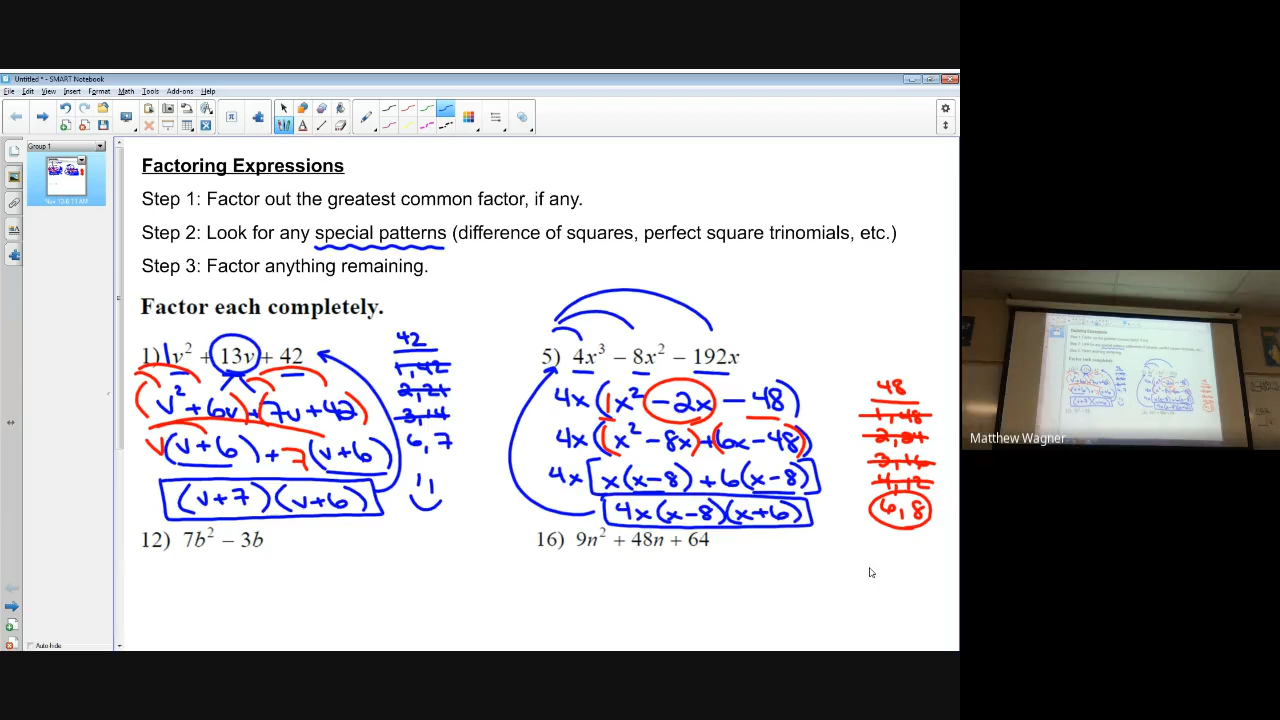 Untitled * - SMART Notebook
File Edit View Insert Format Math Tools Add-ons Help
Group 1
Auto-hide
Factoring Expressions
Step 1: Factor out the greatest common factor, if any.
Step 2: Look for any special patterns (difference of squares, perfect square trinomials, etc.)
Step 3: Factor anything remaining.
Factor each completely.
1) 1v² + 13v + 42
(v² + 6v) + (7v + 42)
v(v + 6) + 7(v + 6)
(v + 7)(v + 6)
42
1, 42
2, 21
3, 14
6, 7
5) 4x³ − 8x² − 192x
4x(1x² − 2x − 48)
4x((x² − 8x) + (6x − 48))
4x x(x − 8) + 6(x − 8)
4x(x − 8)(x + 6)
48
1, 48
2, 24
3, 16
4, 12
6, 8
12) 7b² − 3b
16) 9n² + 48n + 64
Matthew Wagner